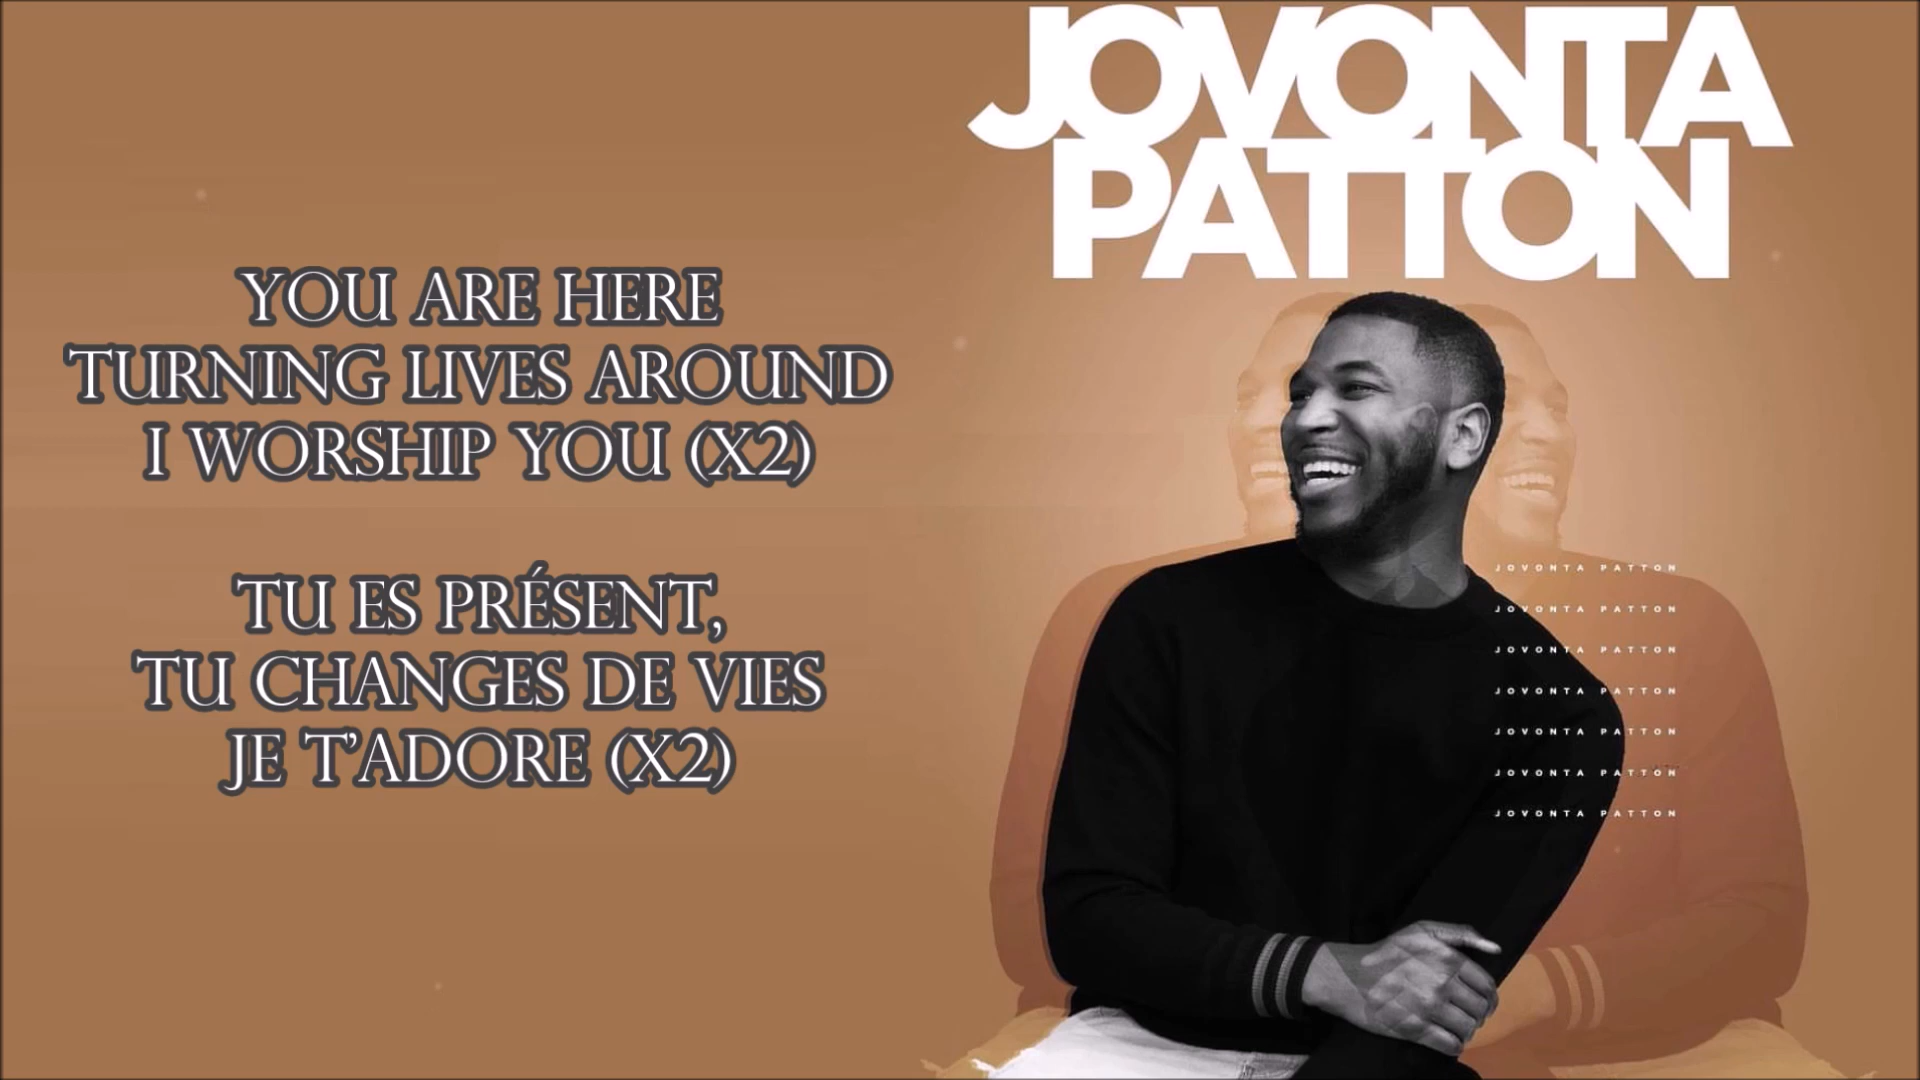 JOVONTA
PATTON
YOU ARE HERE
TURNING LIVES AROUND
I WORSHIP YOU (X2)
TU ES PRÉSENT,
TU CHANGES DE VIES
JE T'ADORE (X2)
JOVONTA PATTON
JOVONTA PATTON
JOVONTA PATTON
JOVONTA PATTON
JOVONTA PATTON
JOVONTA PATTON
JOVONTA PATTON